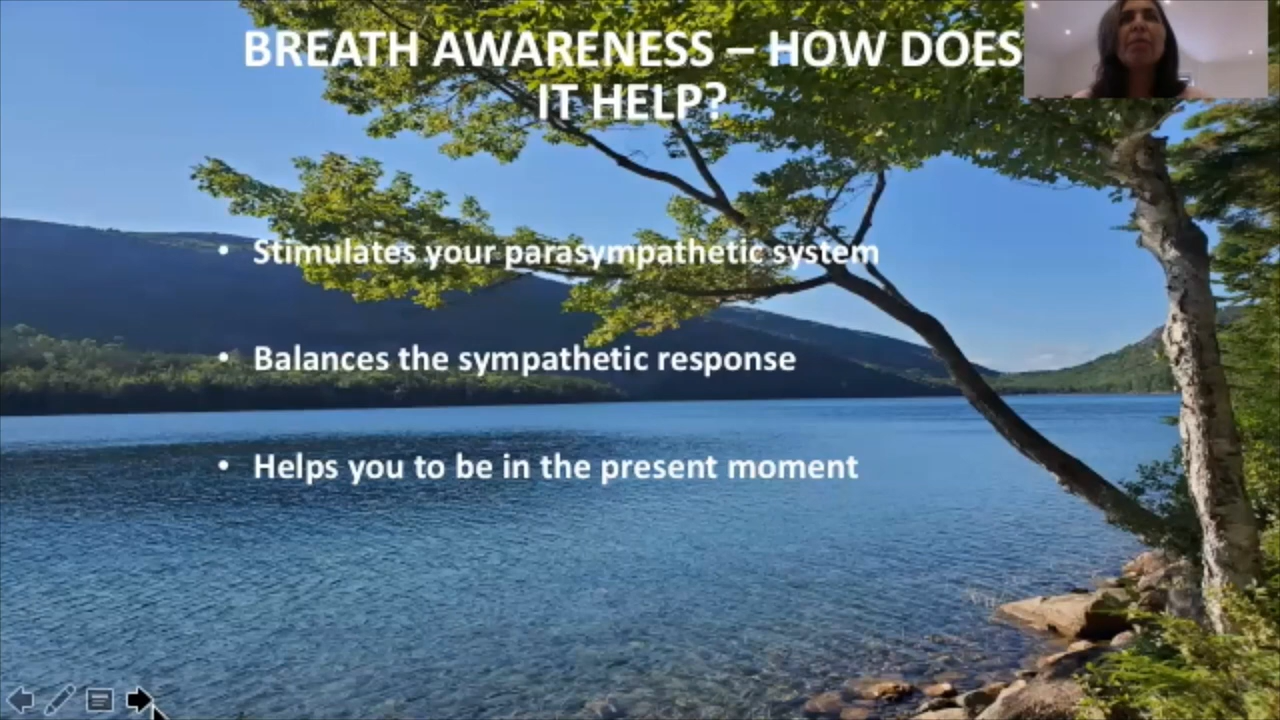 BREATH AWARENESS – HOW DOES
IT HELP?
• Stimulates your parasympathetic system
• Balances the sympathetic response
• Helps you to be in the present moment